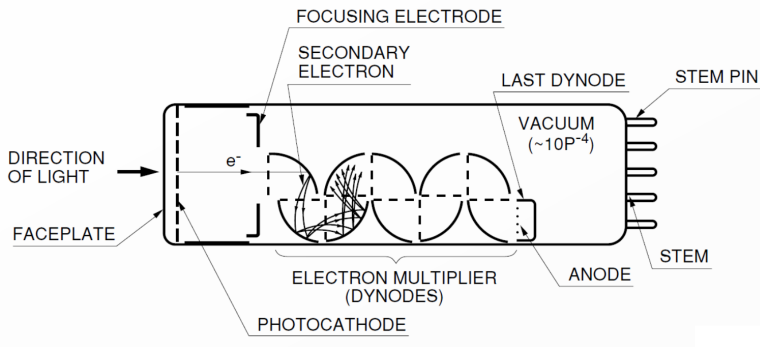 FOCUSING ELECTRODE
SECONDARY
ELECTRON
LAST DYNODE
STEM PIN
VACUUM
(~10P⁻⁴)
DIRECTION
OF LIGHT
e⁻
FACEPLATE
STEM
ELECTRON MULTIPLIER
(DYNODES)
ANODE
PHOTOCATHODE